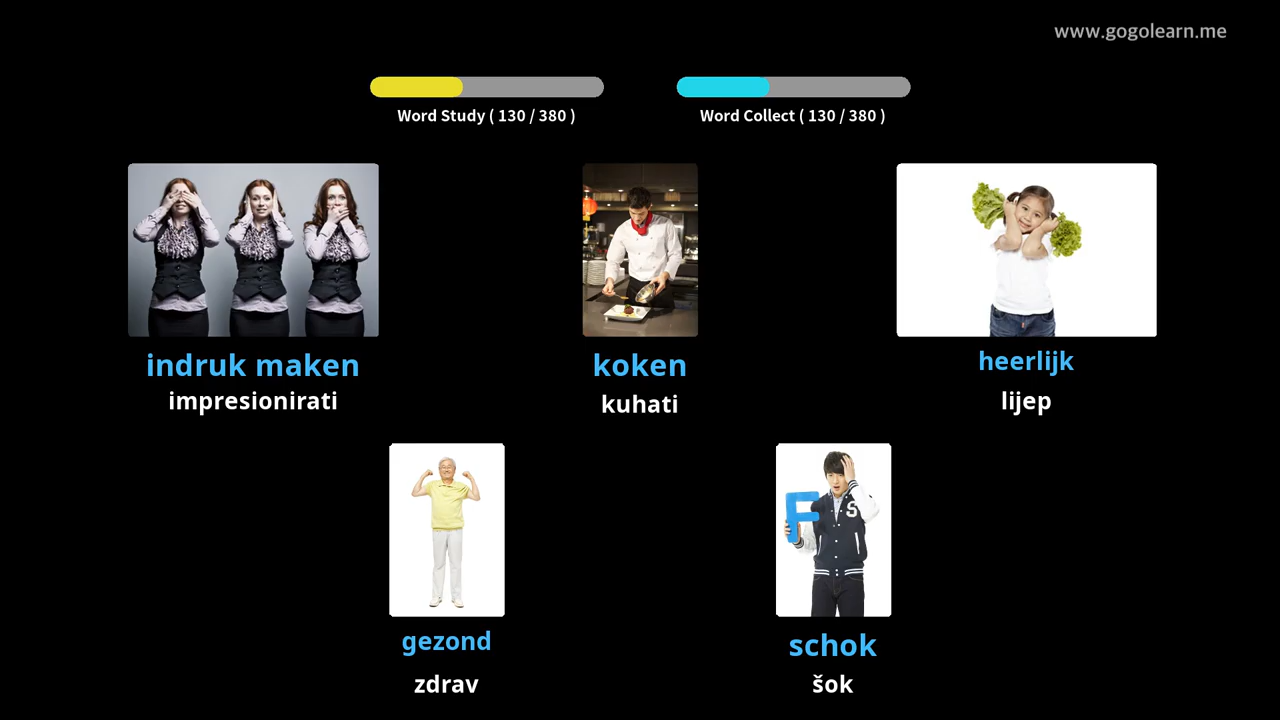 www.gogolearn.me
Word Study ( 130 / 380 )
Word Collect ( 130 / 380 )
indruk maken
impresionirati
koken
kuhati
heerlijk
lijep
F
S
gezond
zdrav
schok
šok